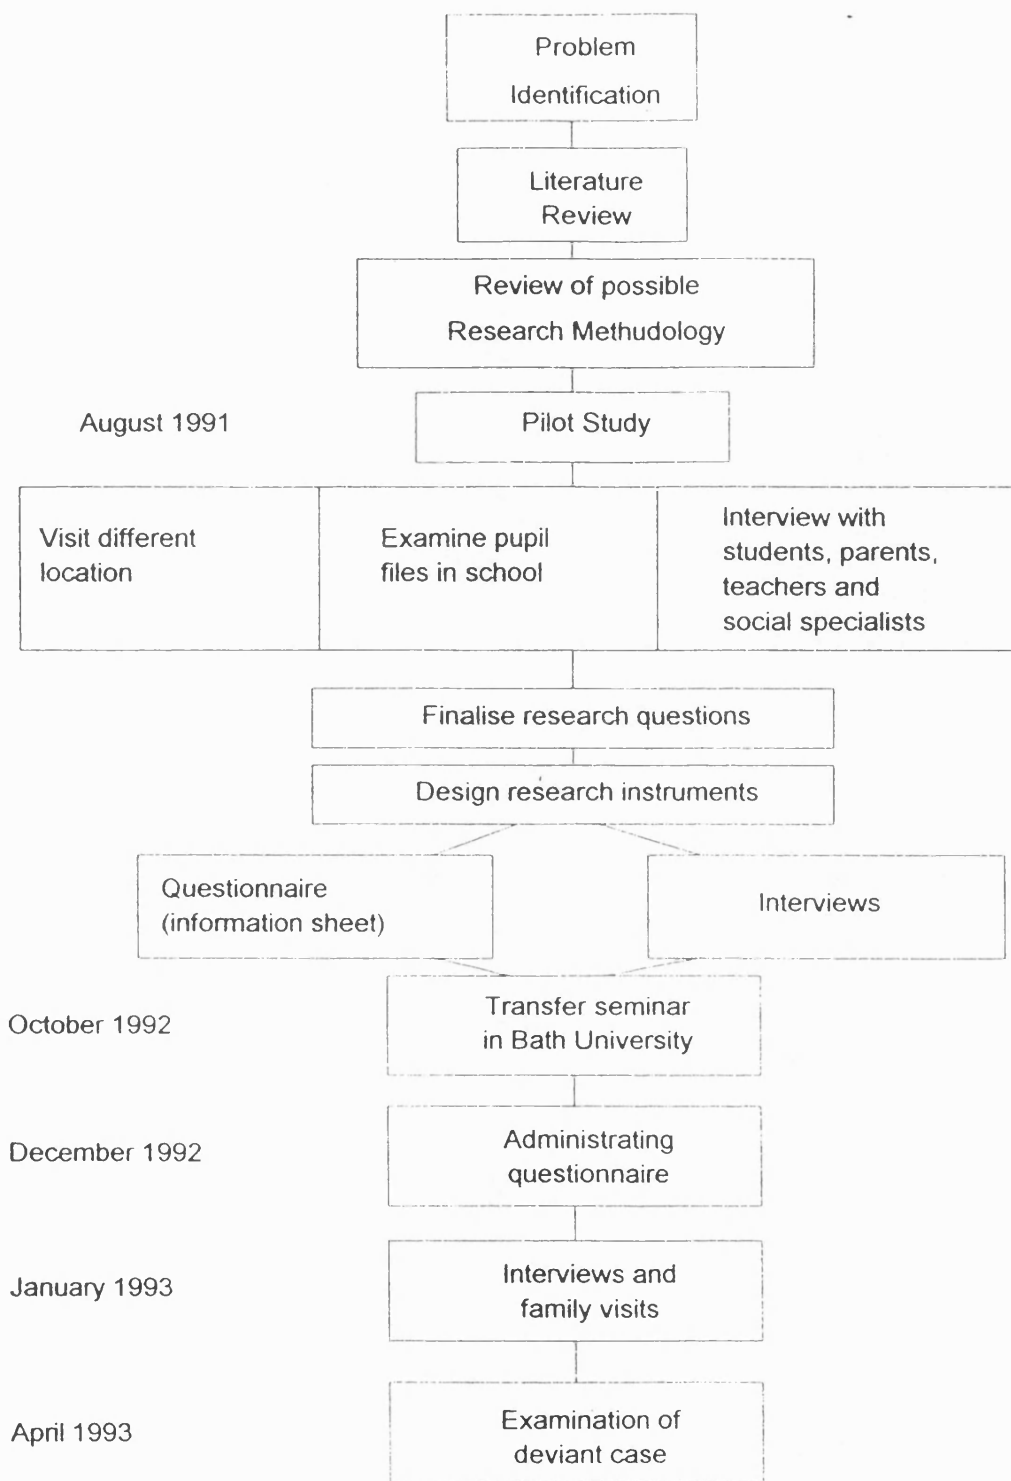 Problem
Identification
Literature
Review
Review of possible
Research Methudology
August 1991
Pilot Study
Visit different
location
Examine pupil
files in school
Interview with
students, parents,
teachers and
social specialists
Finalise research questions
Design research instruments
Questionnaire
(information sheet)
Interviews
October 1992
Transfer seminar
in Bath University
December 1992
Administrating
questionnaire
January 1993
Interviews and
family visits
April 1993
Examination of
deviant case